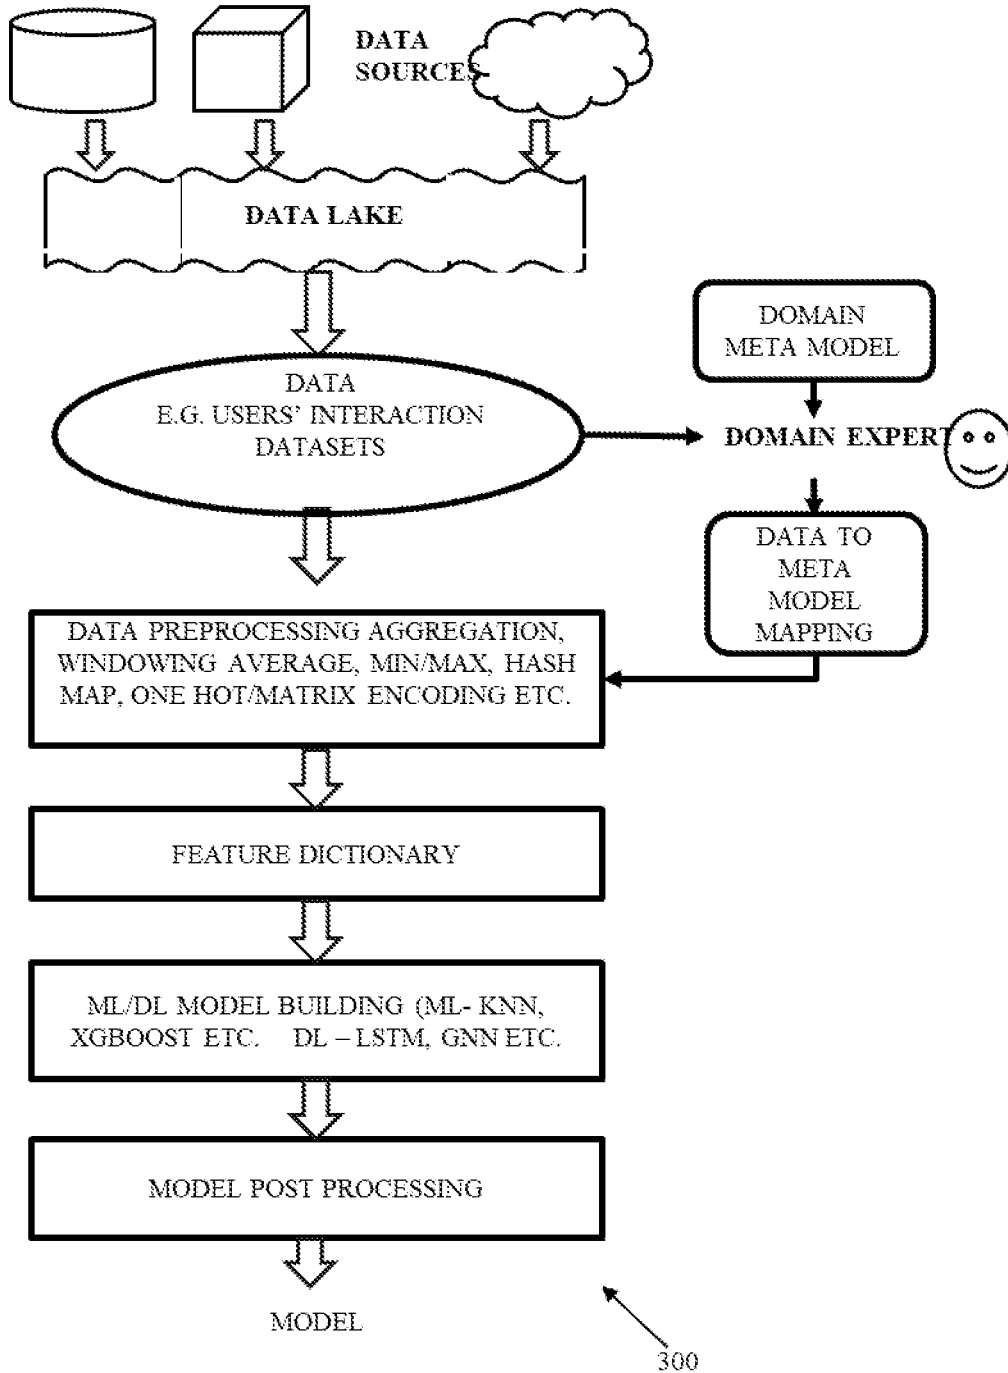 DATA
SOURCES
DATA LAKE
DOMAIN
META MODEL
DATA
E.G. USERS' INTERACTION
DATASETS
DOMAIN EXPERT
DATA TO
META
MODEL
MAPPING
DATA PREPROCESSING AGGREGATION,
WINDOWING AVERAGE, MIN/MAX, HASH
MAP, ONE HOT/MATRIX ENCODING ETC.
FEATURE DICTIONARY
ML/DL MODEL BUILDING (ML- KNN,
XGBOOST ETC. DL – LSTM, GNN ETC.
MODEL POST PROCESSING
MODEL
300